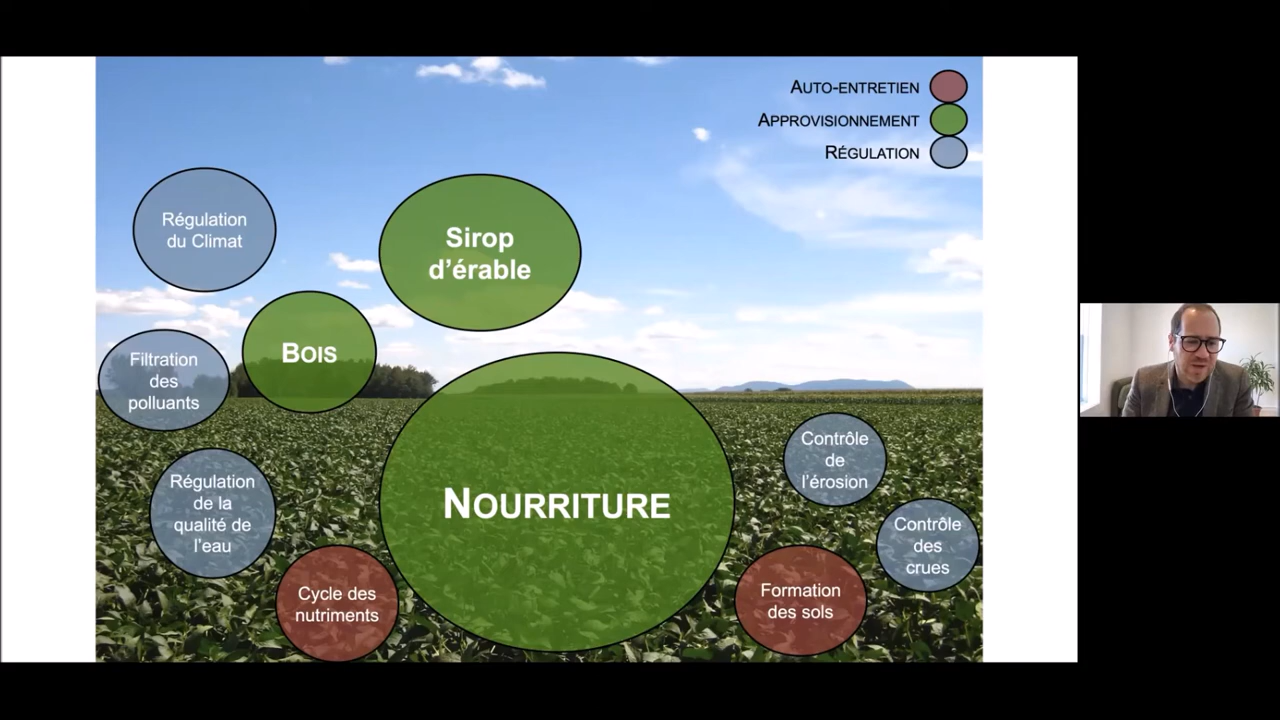 AUTO-ENTRETIEN
APPROVISIONNEMENT
RÉGULATION
Régulation
du Climat
Sirop
d’érable
BOIS
Filtration
des
polluants
NOURRITURE
Contrôle
de
l’érosion
Régulation
de la
qualité de
l’eau
Contrôle
des
crues
Cycle des
nutriments
Formation
des sols